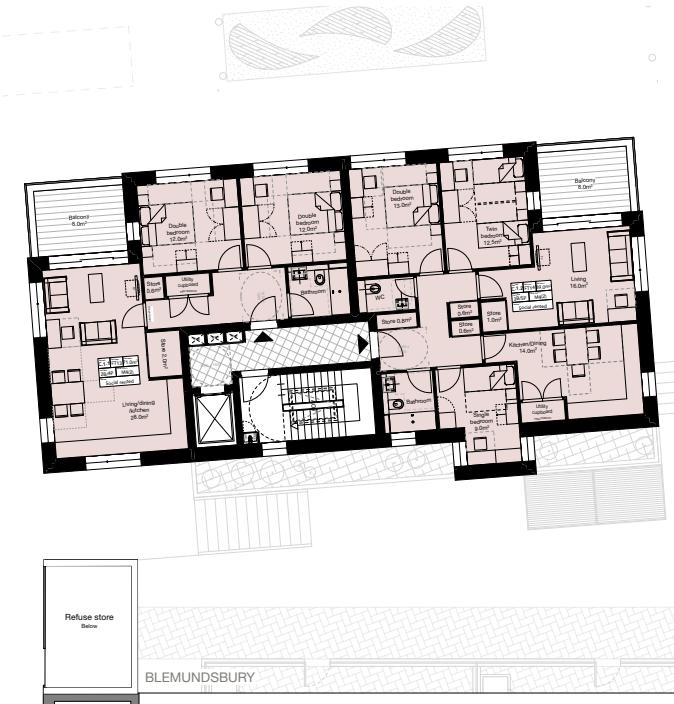 Balcony
8.0m²
Double
bedroom
12.0m²
Double
bedroom
12.0m²
Double
bedroom
13.0m²
Twin
bedroom
12.5m²
Balcony
8.0m²
Store
0.6m²
Utility
cupboard
Bathroom
WC
Store 0.8m²
Store
0.6m²
Store
0.6m²
Store
1.0m²
Living
16.0m²
Social rented
Kitchen/Dining
14.0m²
Store 2.0m²
Social rented
Living/dining
/kitchen
28.0m²
Bathroom
Single
bedroom
9.0m²
Utility
cupboard
Refuse store
Below
BLEMUNDSBURY